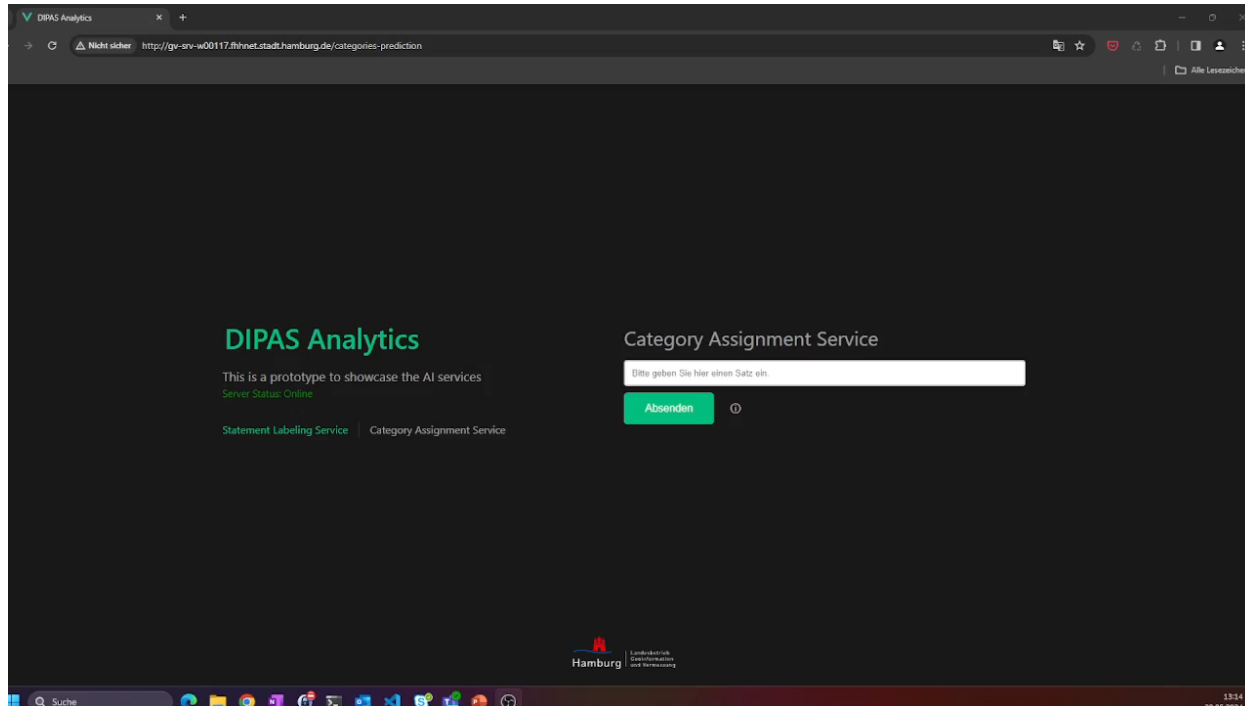 DIPAS Analytics
Nicht sicher http://gv-srv-w00117.fhhnet.stadt.hamburg.de/categories-prediction
Alle Lesezeichen
DIPAS Analytics
This is a prototype to showcase the AI services
Server Status: Online
Statement Labeling Service Category Assignment Service
Category Assignment Service
Bitte geben Sie hier einen Satz ein.
Absenden
Hamburg
Landesbetrieb
Geoinformation
und Vermessung
Suche
13:14